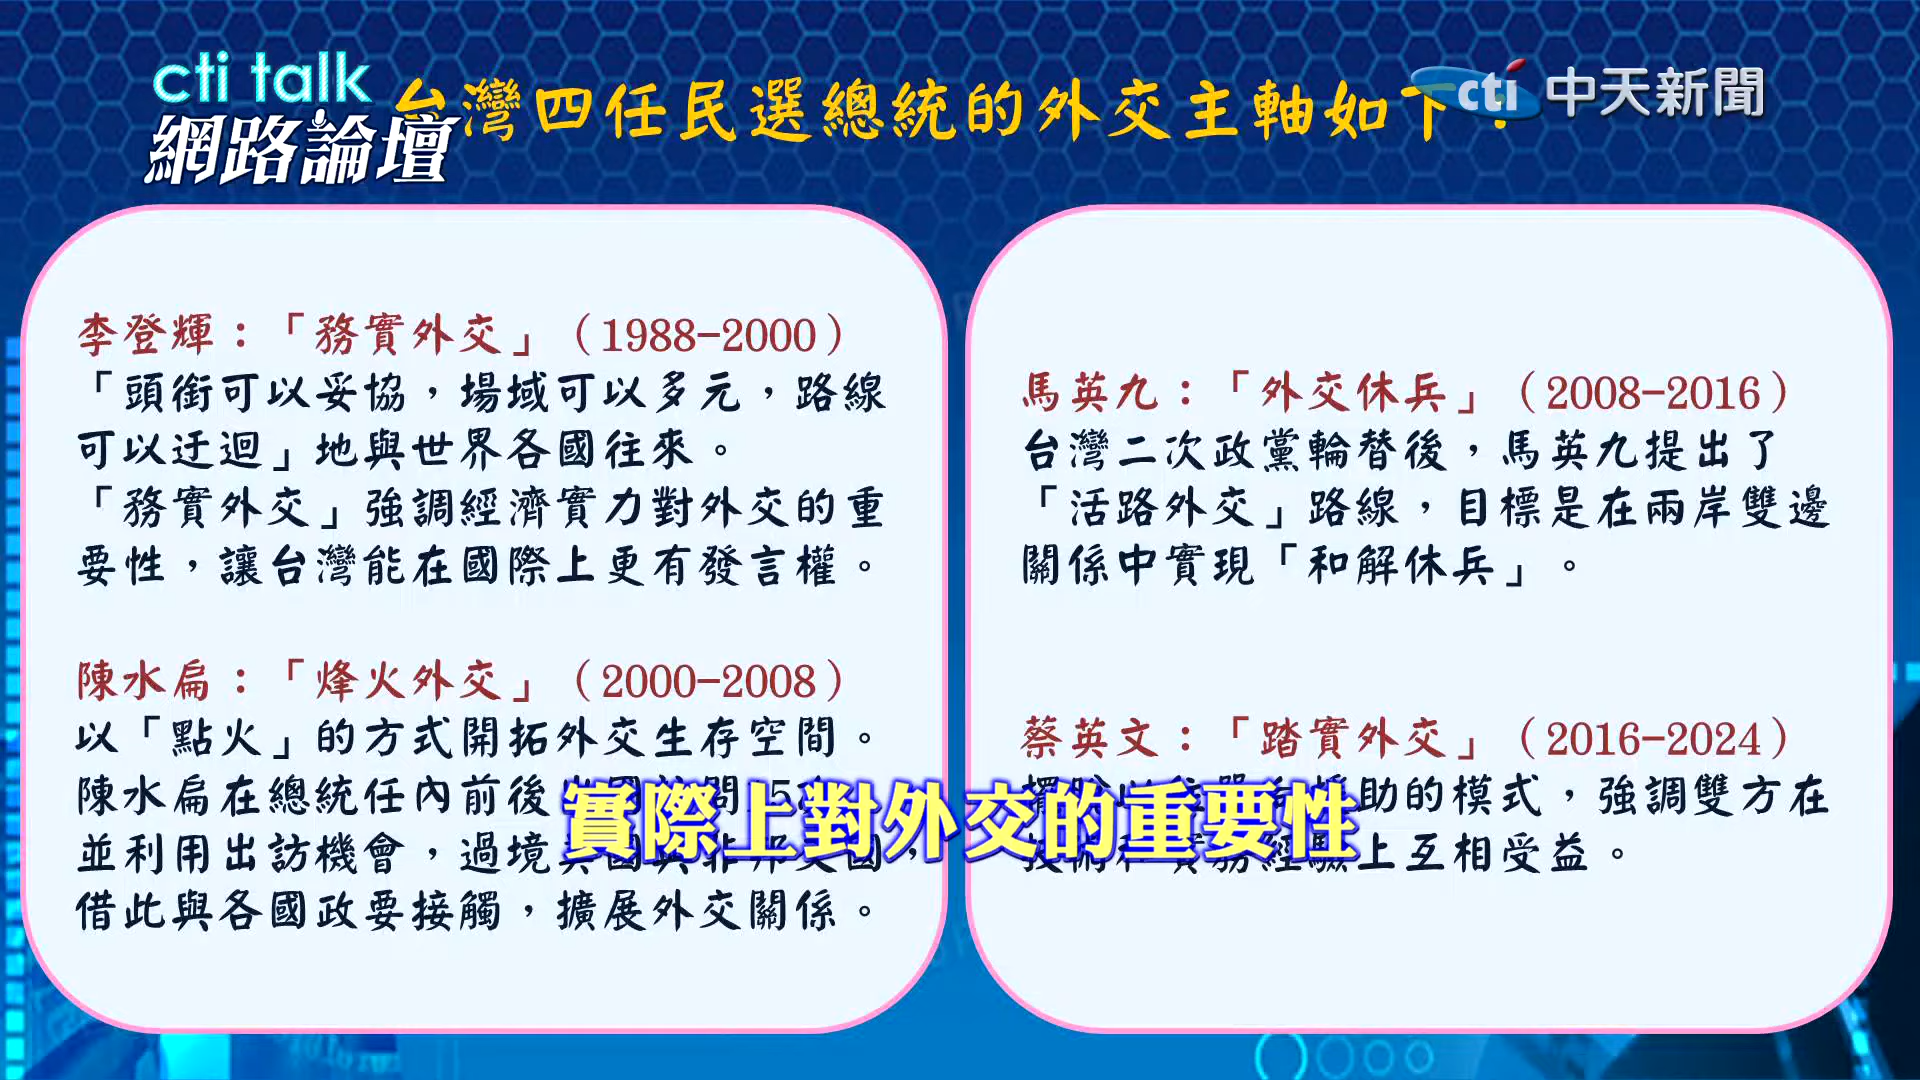 cti talk
網路論壇
台灣四任民選總統的外交主軸如下
cti 中天新聞
李登輝：「務實外交」（1988-2000）
「頭銜可以妥協，場域可以多元，路線
可以迂迴」地與世界各國往來。
「務實外交」強調經濟實力對外交的重
要性，讓台灣能在國際上更有發言權。
陳水扁：「烽火外交」（2000-2008）
以「點火」的方式開拓外交生存空間。
陳水扁在總統任內前後
並利用出訪機會，過境
借此與各國政要接觸，擴展外交關係。
馬英九：「外交休兵」（2008-2016）
台灣二次政黨輪替後，馬英九提出了
「活路外交」路線，目標是在兩岸雙邊
關係中實現「和解休兵」。
蔡英文：「踏實外交」（2016-2024）
助的模式，強調雙方在
上互相受益。
實際上對外交的重要性